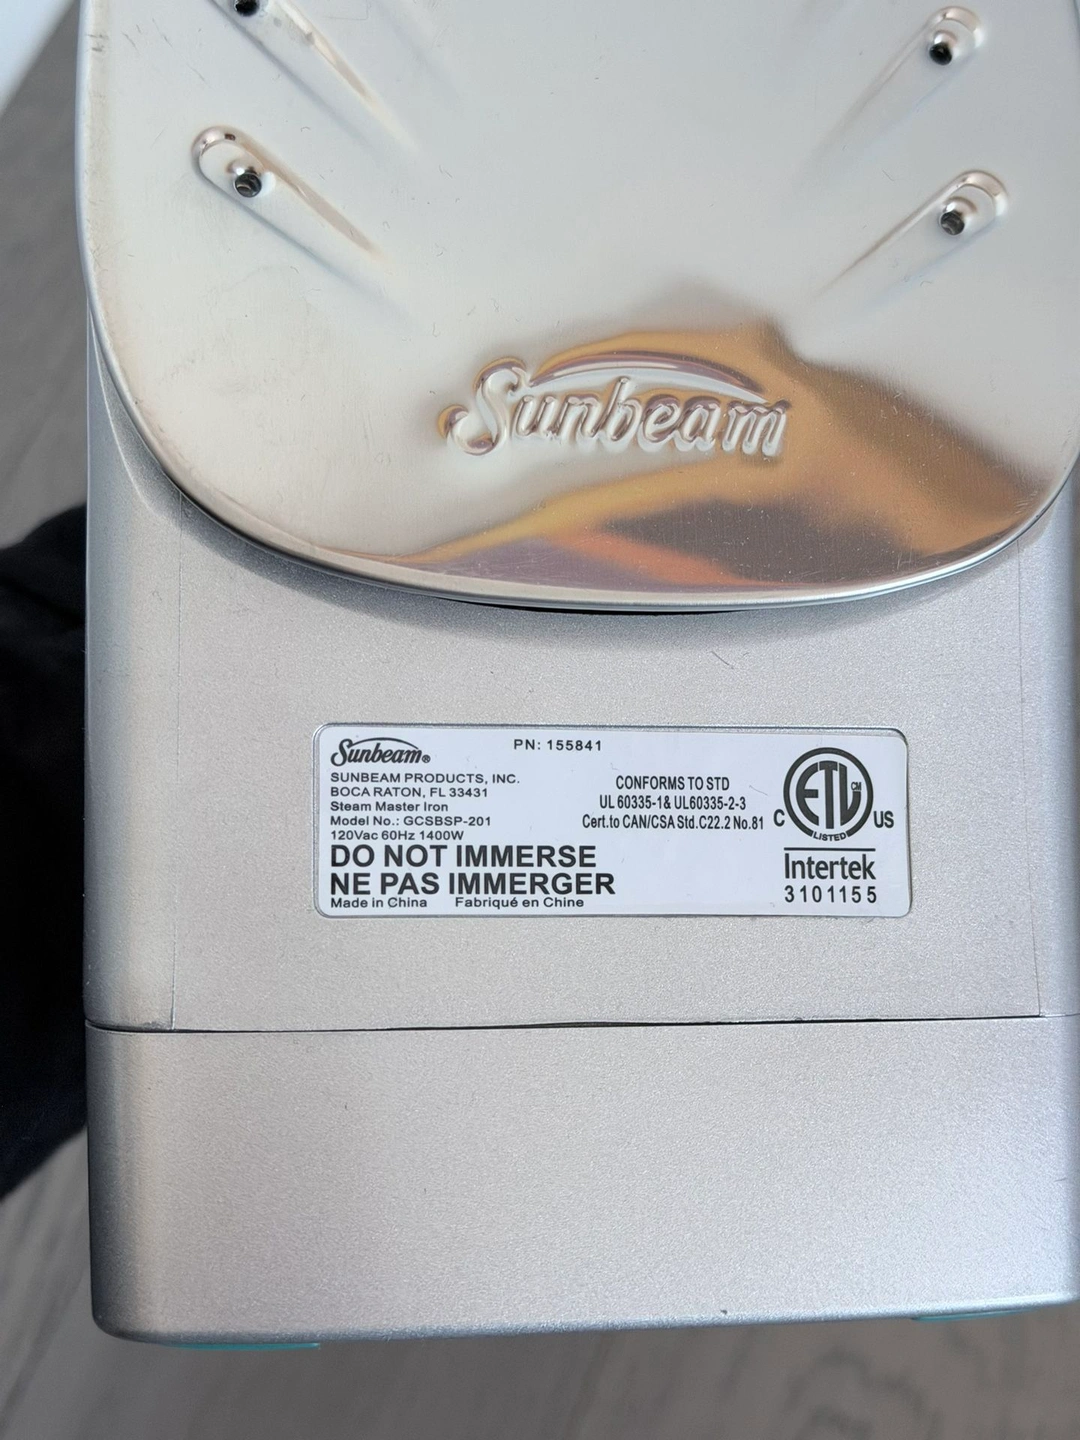 Sunbeam
Sunbeam®
PN: 155841
SUNBEAM PRODUCTS, INC.
BOCA RATON, FL 33431
Steam Master Iron
Model No.: GCSBSP-201
120Vac 60Hz 1400W
DO NOT IMMERSE
NE PAS IMMERGER
Made in China Fabriqué en Chine
CONFORMS TO STD
UL 60335-1& UL60335-2-3
Cert.to CAN/CSA Std.C22.2 No.81
C ETL CM US
LISTED
Intertek
3101155